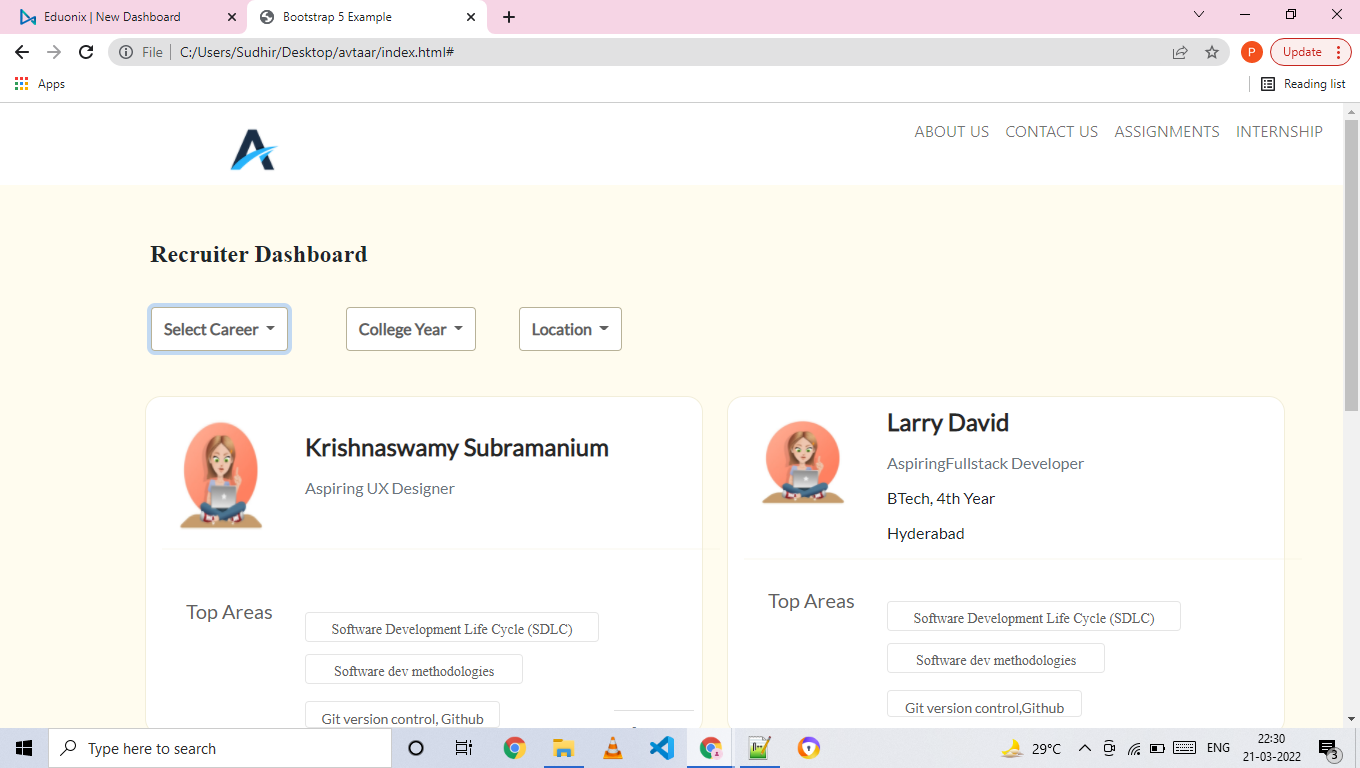 Eduonix | New Dashboard
Bootstrap 5 Example
File
C:/Users/Sudhir/Desktop/avtaar/index.html#
P
Update
Apps
Reading list
ABOUT US CONTACT US ASSIGNMENTS INTERNSHIP
Recruiter Dashboard
Select Career
College Year
Location
Krishnaswamy Subramanium
Aspiring UX Designer
Top Areas
Software Development Life Cycle (SDLC)
Software dev methodologies
Git version control, Github
Larry David
AspiringFullstack Developer
BTech, 4th Year
Hyderabad
Top Areas
Software Development Life Cycle (SDLC)
Software dev methodologies
Git version control,Github
Type here to search
29°C
ENG
22:30
21-03-2022
3